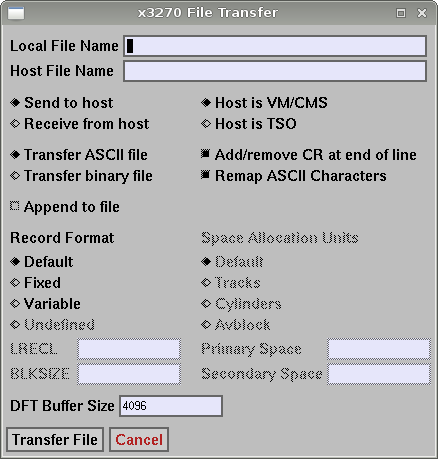 x3270 File Transfer
Local File Name
Host File Name
Send to host Host is VM/CMS
Receive from host Host is TSO
Transfer ASCII file Add/remove CR at end of line
Transfer binary file Remap ASCII Characters
Append to file
Record Format Space Allocation Units
Default Default
Fixed Tracks
Variable Cylinders
Undefined Avblock
LRECL Primary Space
BLKSIZE Secondary Space
DFT Buffer Size 4096
Transfer File Cancel